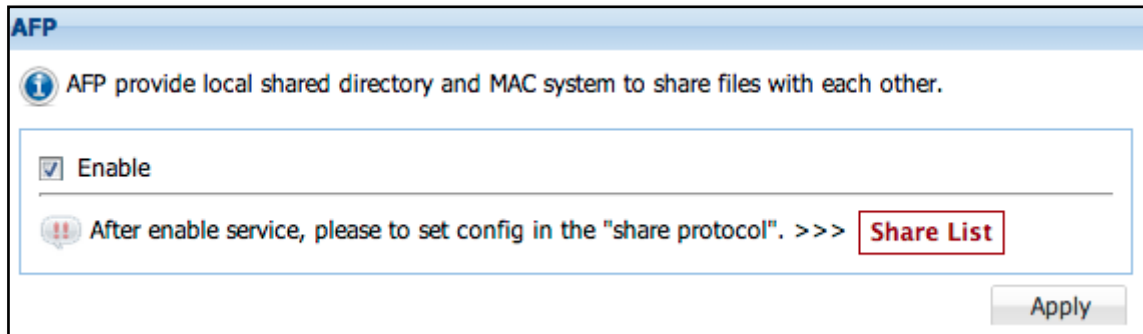 AFP
AFP provide local shared directory and MAC system to share files with each other.
Enable
After enable service, please to set config in the "share protocol". >>> Share List
Apply